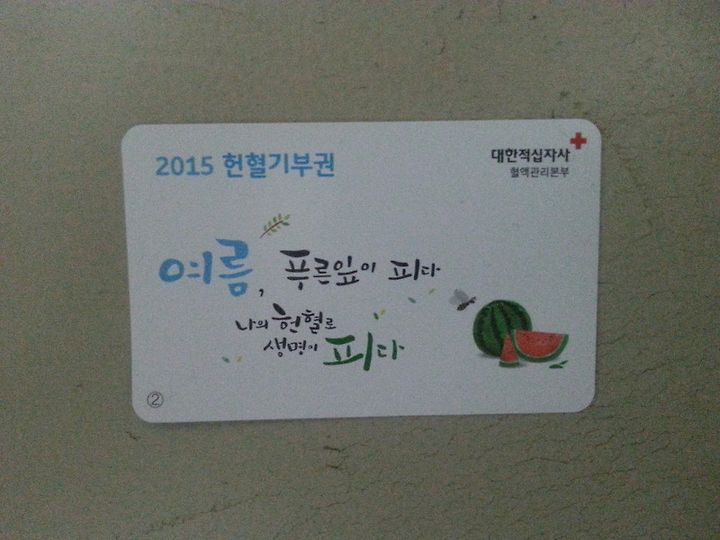 2015 헌혈기부권
대한적십자사
혈액관리본부
여름, 푸른잎이 피다
나의 헌혈로
생명이 피다
②